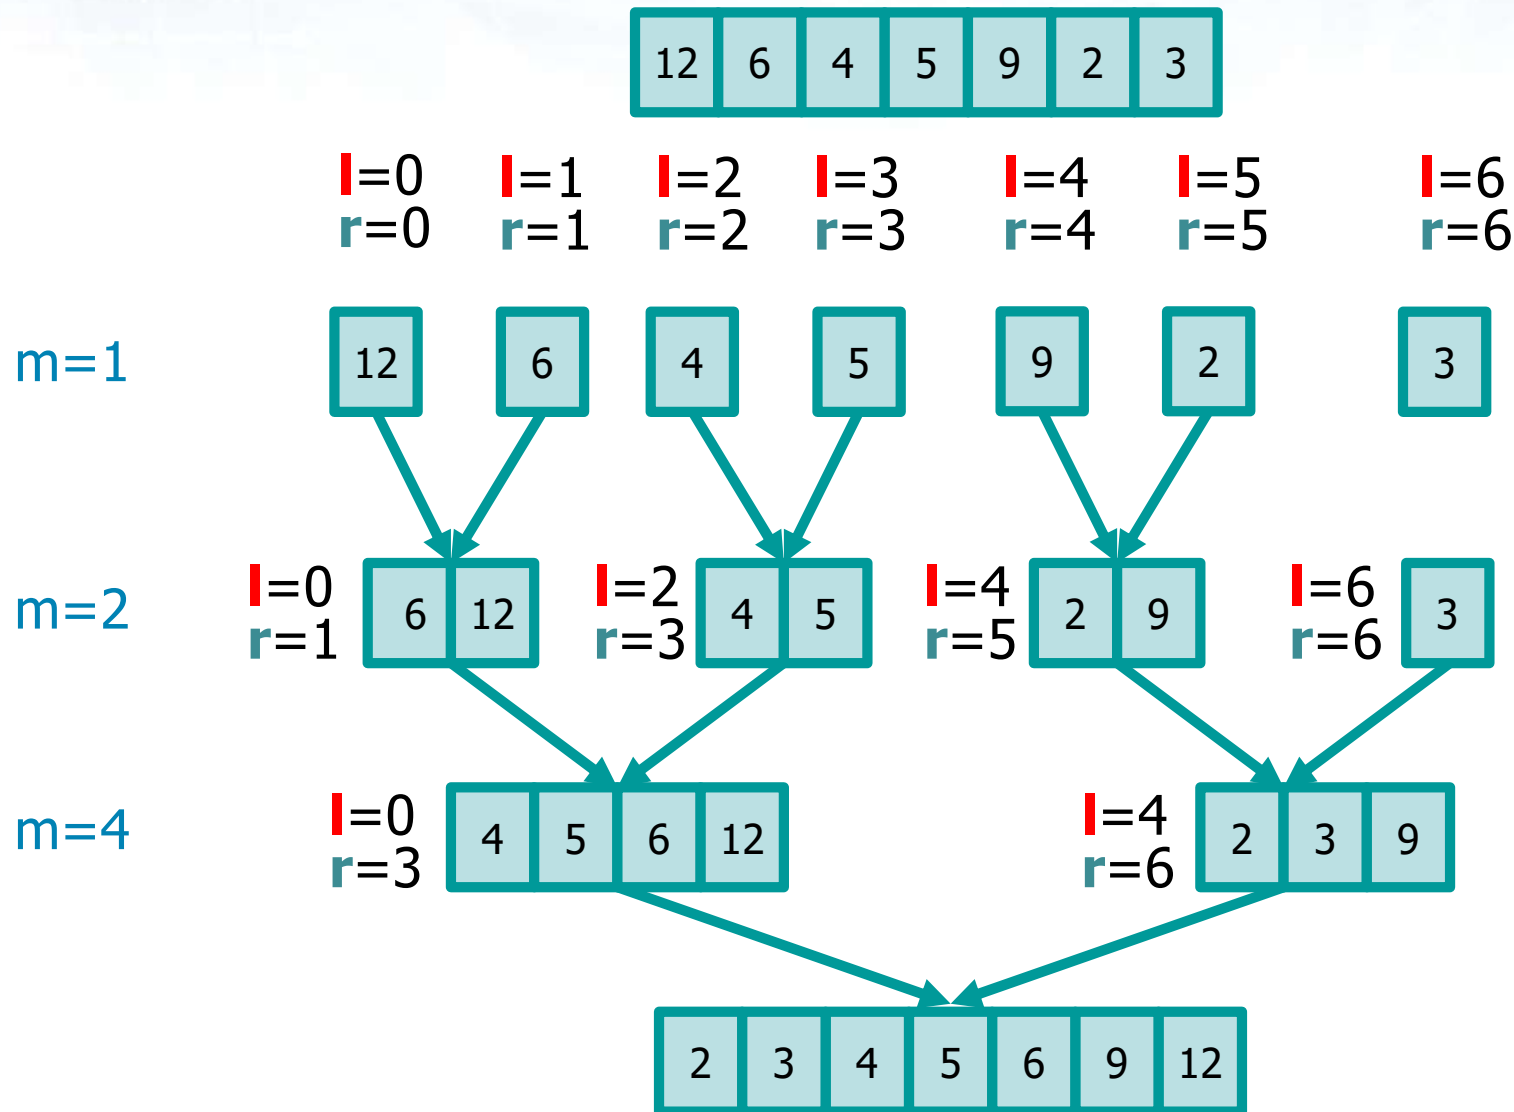 12 6 4 5 9 2 3
l=0 l=1 l=2 l=3 l=4 l=5 l=6
r=0 r=1 r=2 r=3 r=4 r=5 r=6
m=1 12 6 4 5 9 2 3
l=0 l=2 l=4 l=6
m=2 6 12 4 5 2 9 3
r=1 r=3 r=5 r=6
l=0 l=4
m=4 4 5 6 12 2 3 9
r=3 r=6
2 3 4 5 6 9 12